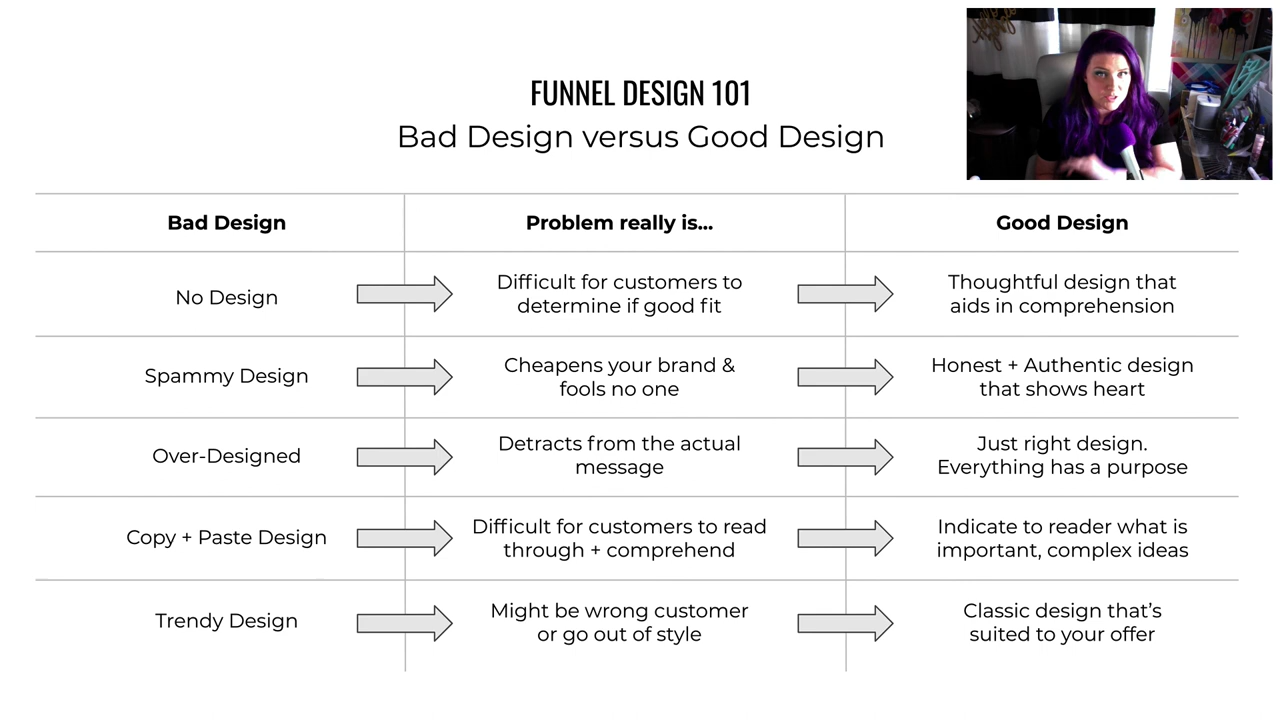 FUNNEL DESIGN 101
Bad Design versus Good Design
Bad Design
Problem really is...
Good Design
No Design
Difficult for customers to
determine if good fit
Thoughtful design that
aids in comprehension
Spammy Design
Cheapens your brand &
fools no one
Honest + Authentic design
that shows heart
Over-Designed
Detracts from the actual
message
Just right design.
Everything has a purpose
Copy + Paste Design
Difficult for customers to read
through + comprehend
Indicate to reader what is
important, complex ideas
Trendy Design
Might be wrong customer
or go out of style
Classic design that's
suited to your offer